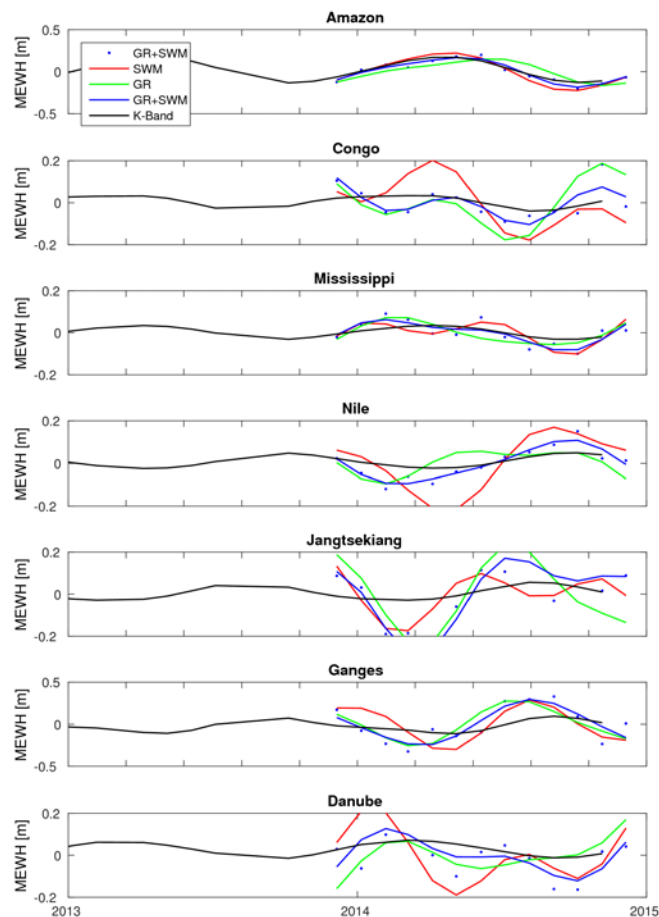 Amazon
MEWH [m]
0.5
0
-0.5
GR+SWM
SWM
GR
GR+SWM
K-Band
Congo
MEWH [m]
0.2
0
-0.2
Mississippi
MEWH [m]
0.2
0
-0.2
Nile
MEWH [m]
0.2
0
-0.2
Jangtsekiang
MEWH [m]
0.2
0
-0.2
Ganges
MEWH [m]
0.5
0
-0.5
Danube
MEWH [m]
0.2
0
-0.2
2013 2014 2015